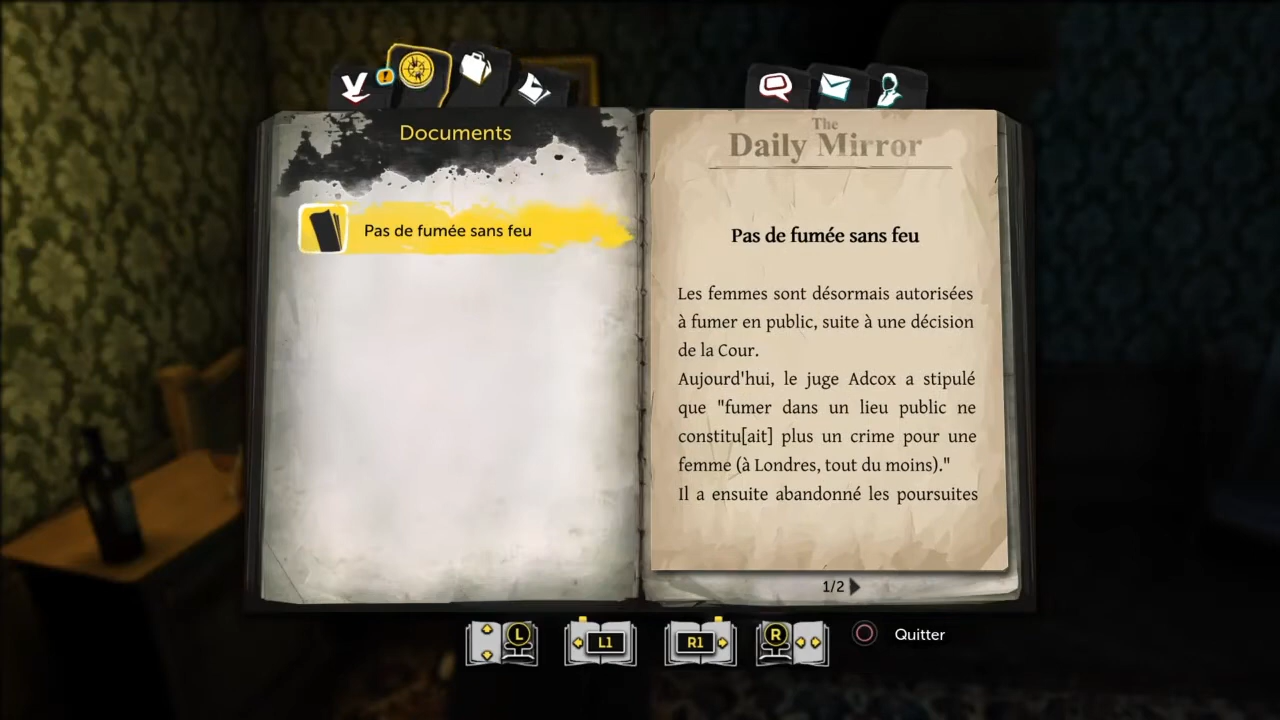 Documents
Pas de fumée sans feu
The
Daily Mirror
Pas de fumée sans feu
Les femmes sont désormais autorisées
à fumer en public, suite à une décision
de la Cour.
Aujourd'hui, le juge Adcox a stipulé
que "fumer dans un lieu public ne
constitu[ait] plus un crime pour une
femme (à Londres, tout du moins)."
Il a ensuite abandonné les poursuites
1/2
L
L1
R1
R
Quitter